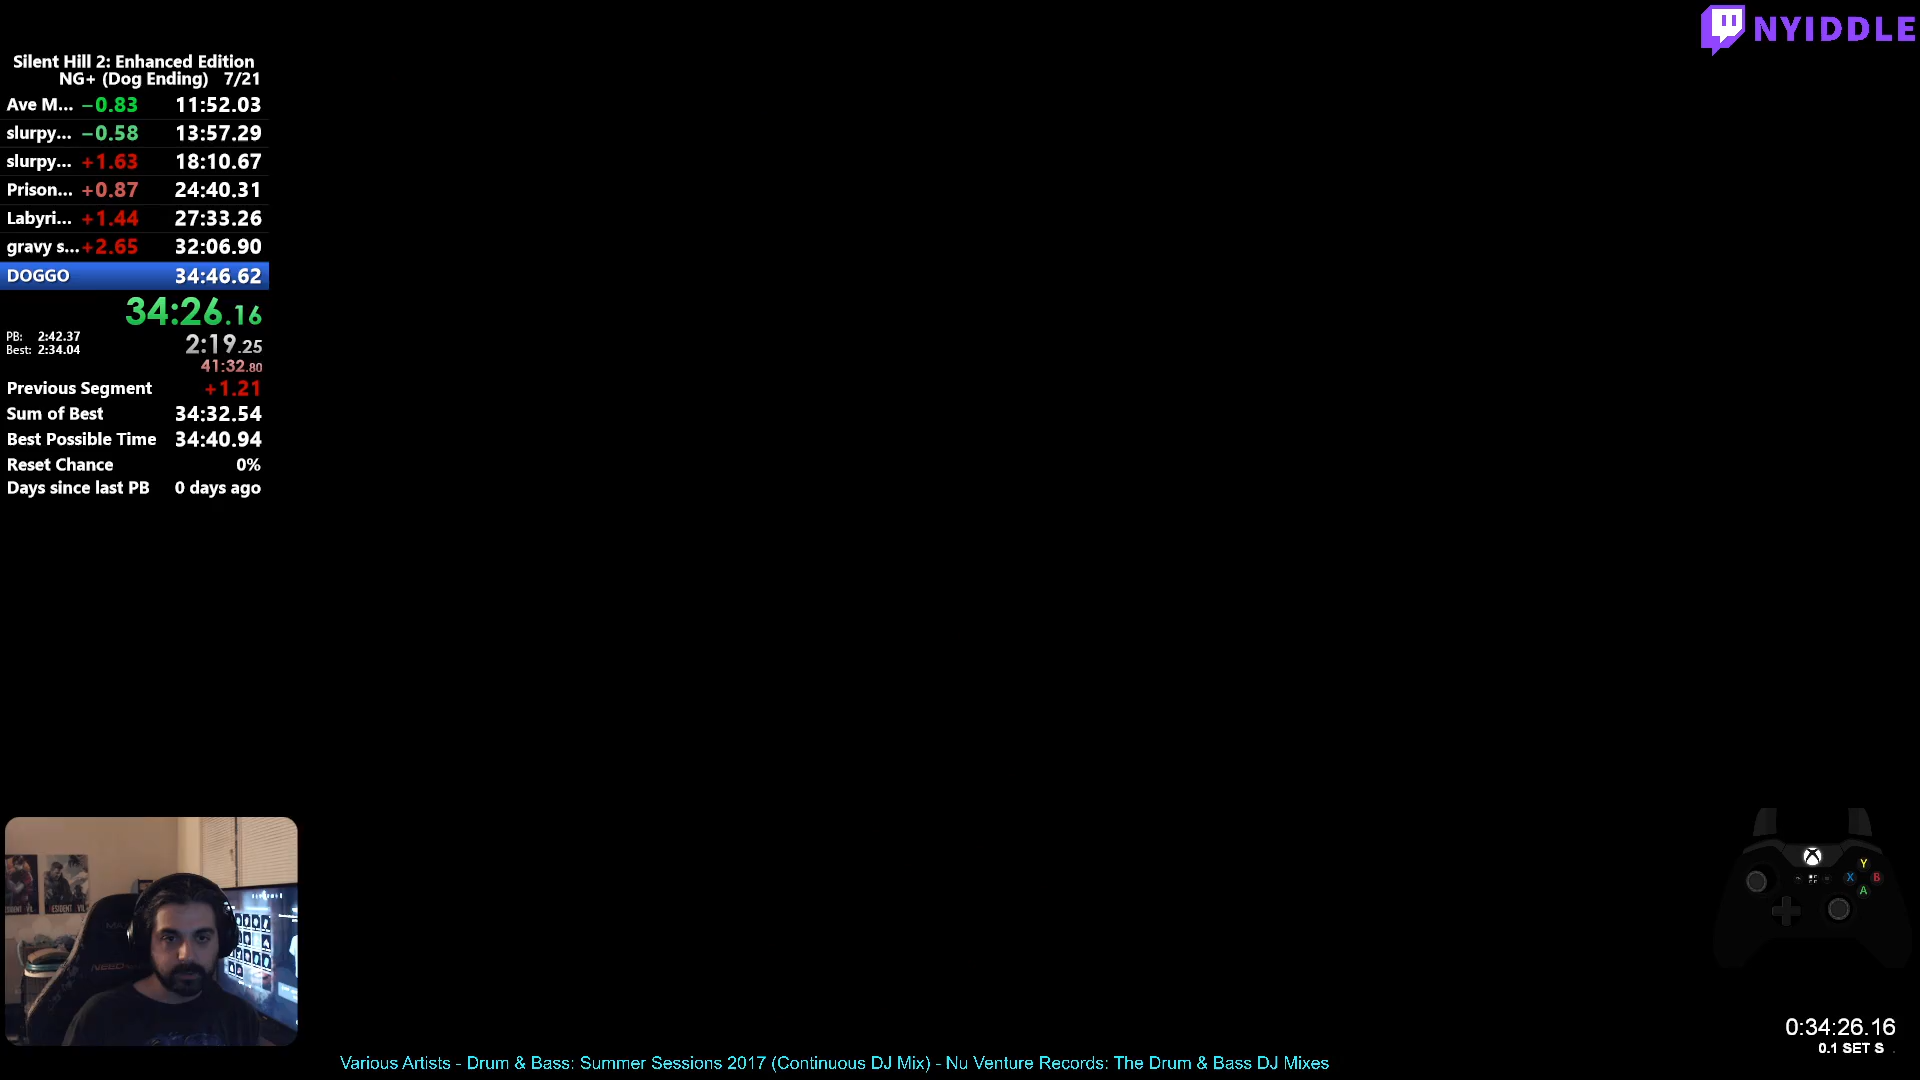 NYIDDLE
Silent Hill 2: Enhanced Edition
NG+ (Dog Ending) 7/21
Ave M... −0.83 11:52.03
slurpy... −0.58 13:57.29
slurpy... +1.63 18:10.67
Prison... +0.87 24:40.31
Labyri... +1.44 27:33.26
gravy s... +2.65 32:06.90
DOGGO 34:46.62
34:26.16
PB: 2:42.37
Best: 2:34.04
2:19.25
41:32.80
Previous Segment +1.21
Sum of Best 34:32.54
Best Possible Time 34:40.94
Reset Chance 0%
Days since last PB 0 days ago
Y
X B
A
0:34:26.16
0.1 SET S
Various Artists - Drum & Bass: Summer Sessions 2017 (Continuous DJ Mix) - Nu Venture Records: The Drum & Bass DJ Mixes